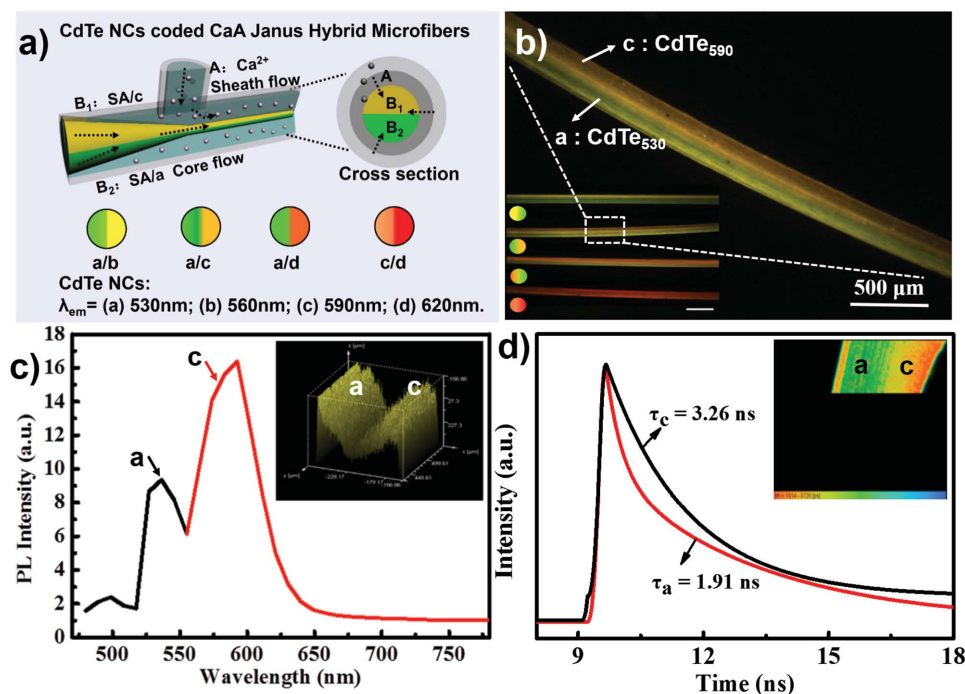 a)
CdTe NCs coded CaA Janus Hybrid Microfibers
A: Ca²⁺
Sheath flow
B₁: SA/c
B₂: SA/a Core flow
A
B₁
B₂
Cross section
a/b a/c a/d c/d
CdTe NCs:
λem= (a) 530nm; (b) 560nm; (c) 590nm; (d) 620nm.
b)
c : CdTe₅₉₀
a : CdTe₅₃₀
500 μm
c)
PL Intensity (a.u.)
18
16
14
12
10
8
6
4
2
0
500 550 600 650 700 750
Wavelength (nm)
a
c
a
c
d)
Intensity (a.u.)
τc = 3.26 ns
τa = 1.91 ns
a c
9 12 15 18
Time (ns)